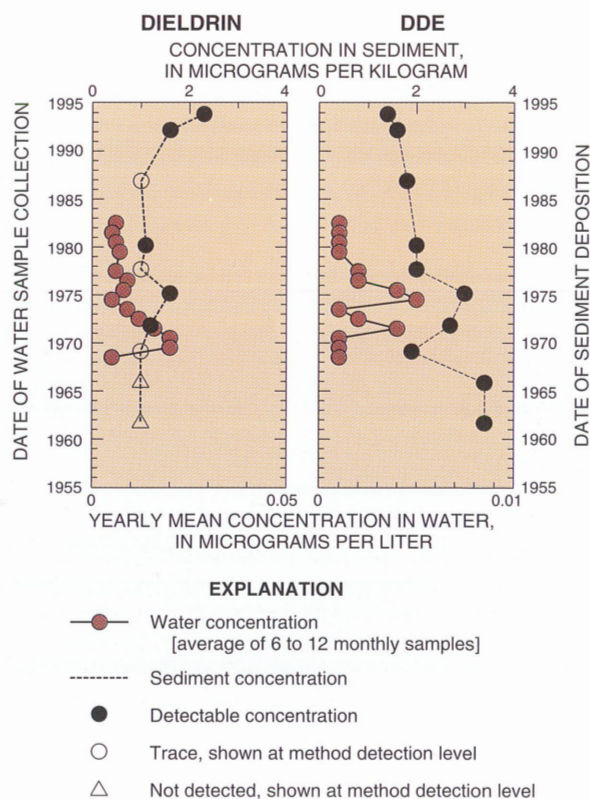 DIELDRIN DDE
CONCENTRATION IN SEDIMENT,
IN MICROGRAMS PER KILOGRAM
0 2 4 0 2 4
DATE OF WATER SAMPLE COLLECTION
1995
1990
1985
1980
1975
1970
1965
1960
1955
1995
1990
1985
1980
1975
1970
1965
1960
1955
DATE OF SEDIMENT DEPOSITION
0 0.05 0 0.01
YEARLY MEAN CONCENTRATION IN WATER,
IN MICROGRAMS PER LITER
EXPLANATION
Water concentration
[average of 6 to 12 monthly samples]
Sediment concentration
Detectable concentration
Trace, shown at method detection level
Not detected, shown at method detection level